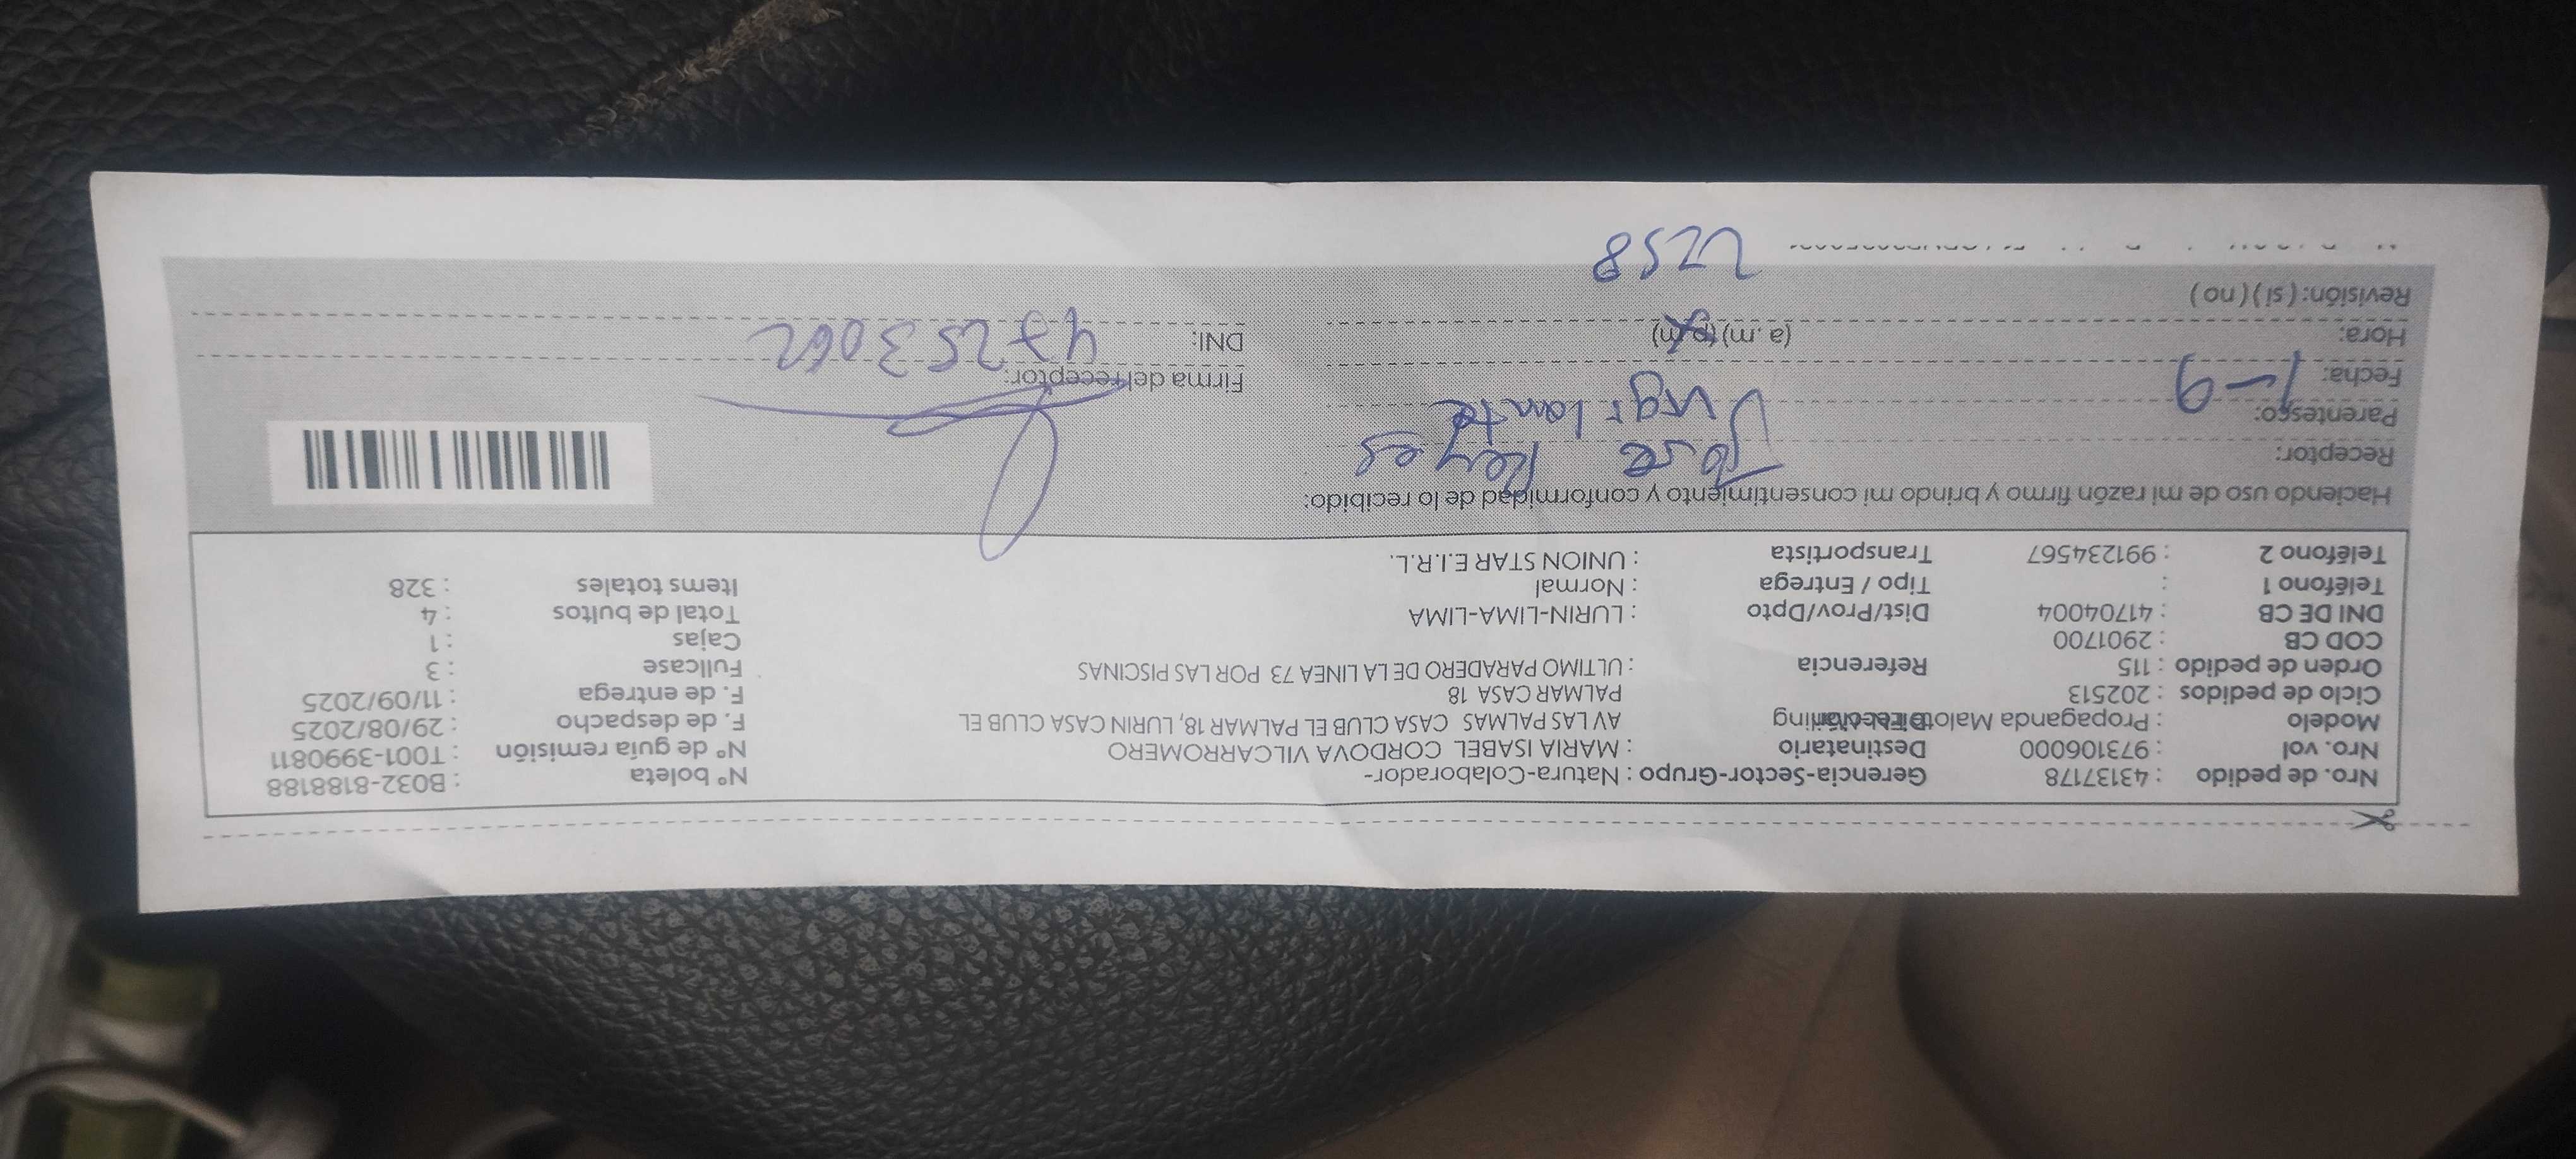 Nro. de pedido : 43137178 Gerencia-Sector-Grupo : Natura-Colaborador- N° boleta : B032-8188188
Nro. vol : 973106000 Destinatario : MARIA ISABEL CORDOVA VILCARROMERO N° de guía remisión : T001-3990811
Modelo : Propaganda AV LAS PALMAS CASA CLUB EL PALMAR 18, LURIN CASA CLUB EL F. de despacho : 29/08/2025
Ciclo de pedidos : 202513 PALMAR CASA 18 F. de entrega : 11/09/2025
Orden de pedido : 115 Referencia : ULTIMO PARADERO DE LA LINEA 73 POR LAS PISCINAS Fullcase : 3
COD CB : 2901700 Cajas : 1
DNI DE CB : 41704004 Dist/Prov/Dpto : LURIN-LIMA-LIMA Total de bultos : 4
Teléfono 1 : Tipo / Entrega : Normal Items totales : 328
Teléfono 2 : 991234567 Transportista : UNION STAR E.I.R.L.
Haciendo uso de mi razón firmo y brindo mi consentimiento y conformidad de lo recibido:
Receptor: Jose Reyes
Parentesco: Vigilante
Fecha: 1-9 Firma del receptor:
Hora: (a.m) (p.m) DNI: 47253062
Revisión: ( si ) ( no )